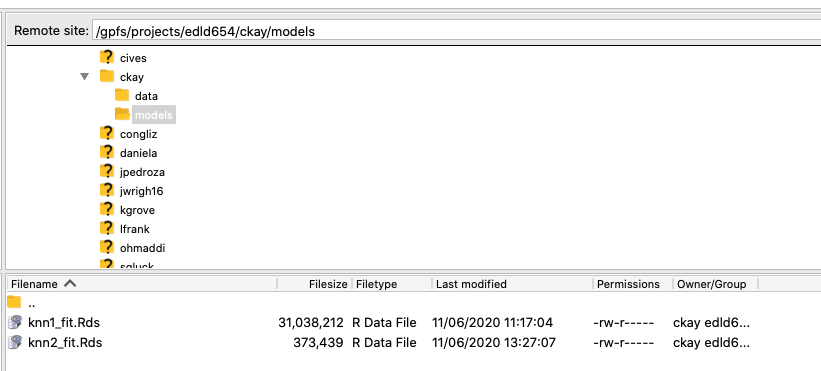 Remote site: /gpfs/projects/edld654/ckay/models
cives
ckay
data
models
congliz
daniela
jpedroza
jwrigh16
kgrove
lfrank
ohmaddi
sgluck
Filename Filesize Filetype Last modified Permissions Owner/Group
..
knn1_fit.Rds 31,038,212 R Data File 11/06/2020 11:17:04 -rw-r----- ckay edld6...
knn2_fit.Rds 373,439 R Data File 11/06/2020 13:27:07 -rw-r----- ckay edld6...